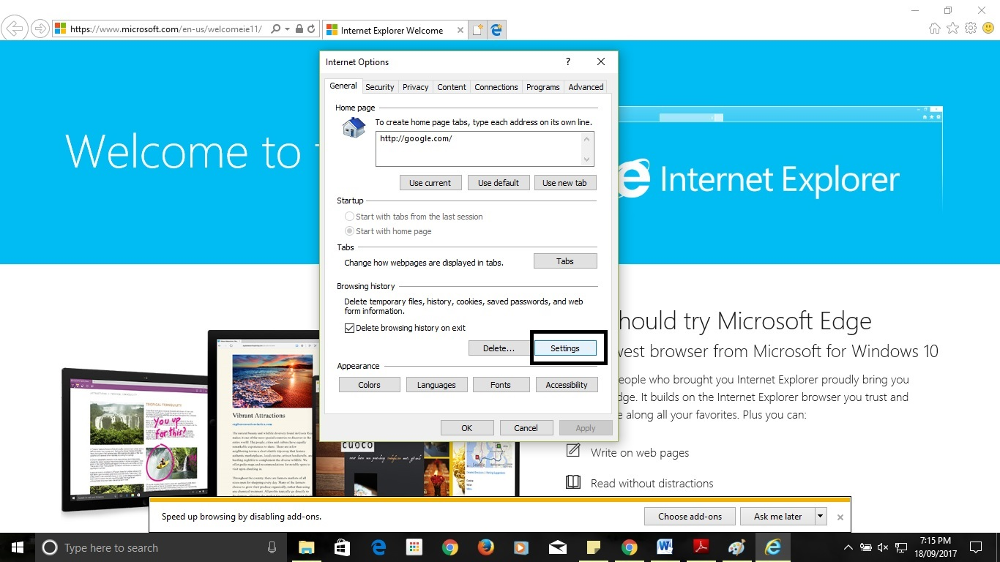 https://www.microsoft.com/en-us/welcomeie11/
Internet Explorer Welcome
Internet Options
?
General Security Privacy Content Connections Programs Advanced
Home page
To create home page tabs, type each address on its own line.
http://google.com/
Use current Use default Use new tab
Startup
Start with tabs from the last session
Start with home page
Tabs
Change how webpages are displayed in tabs.
Tabs
Browsing history
Delete temporary files, history, cookies, saved passwords, and web
form information.
Delete browsing history on exit
Delete... Settings
Appearance
Colors Languages Fonts Accessibility
OK Cancel Apply
Welcome to
Internet Explorer
hould try Microsoft Edge
west browser from Microsoft for Windows 10
eople who brought you Internet Explorer proudly bring you
dge. It builds on the Internet Explorer browser you trust and
e along all your favorites. Plus you can:
Write on web pages
Read without distractions
TROPICAL TRANQUILITY
you up
for this?
Vibrant Attractions
CUOCO
Speed up browsing by disabling add-ons.
Choose add-ons Ask me later
Type here to search
7:15 PM
18/09/2017